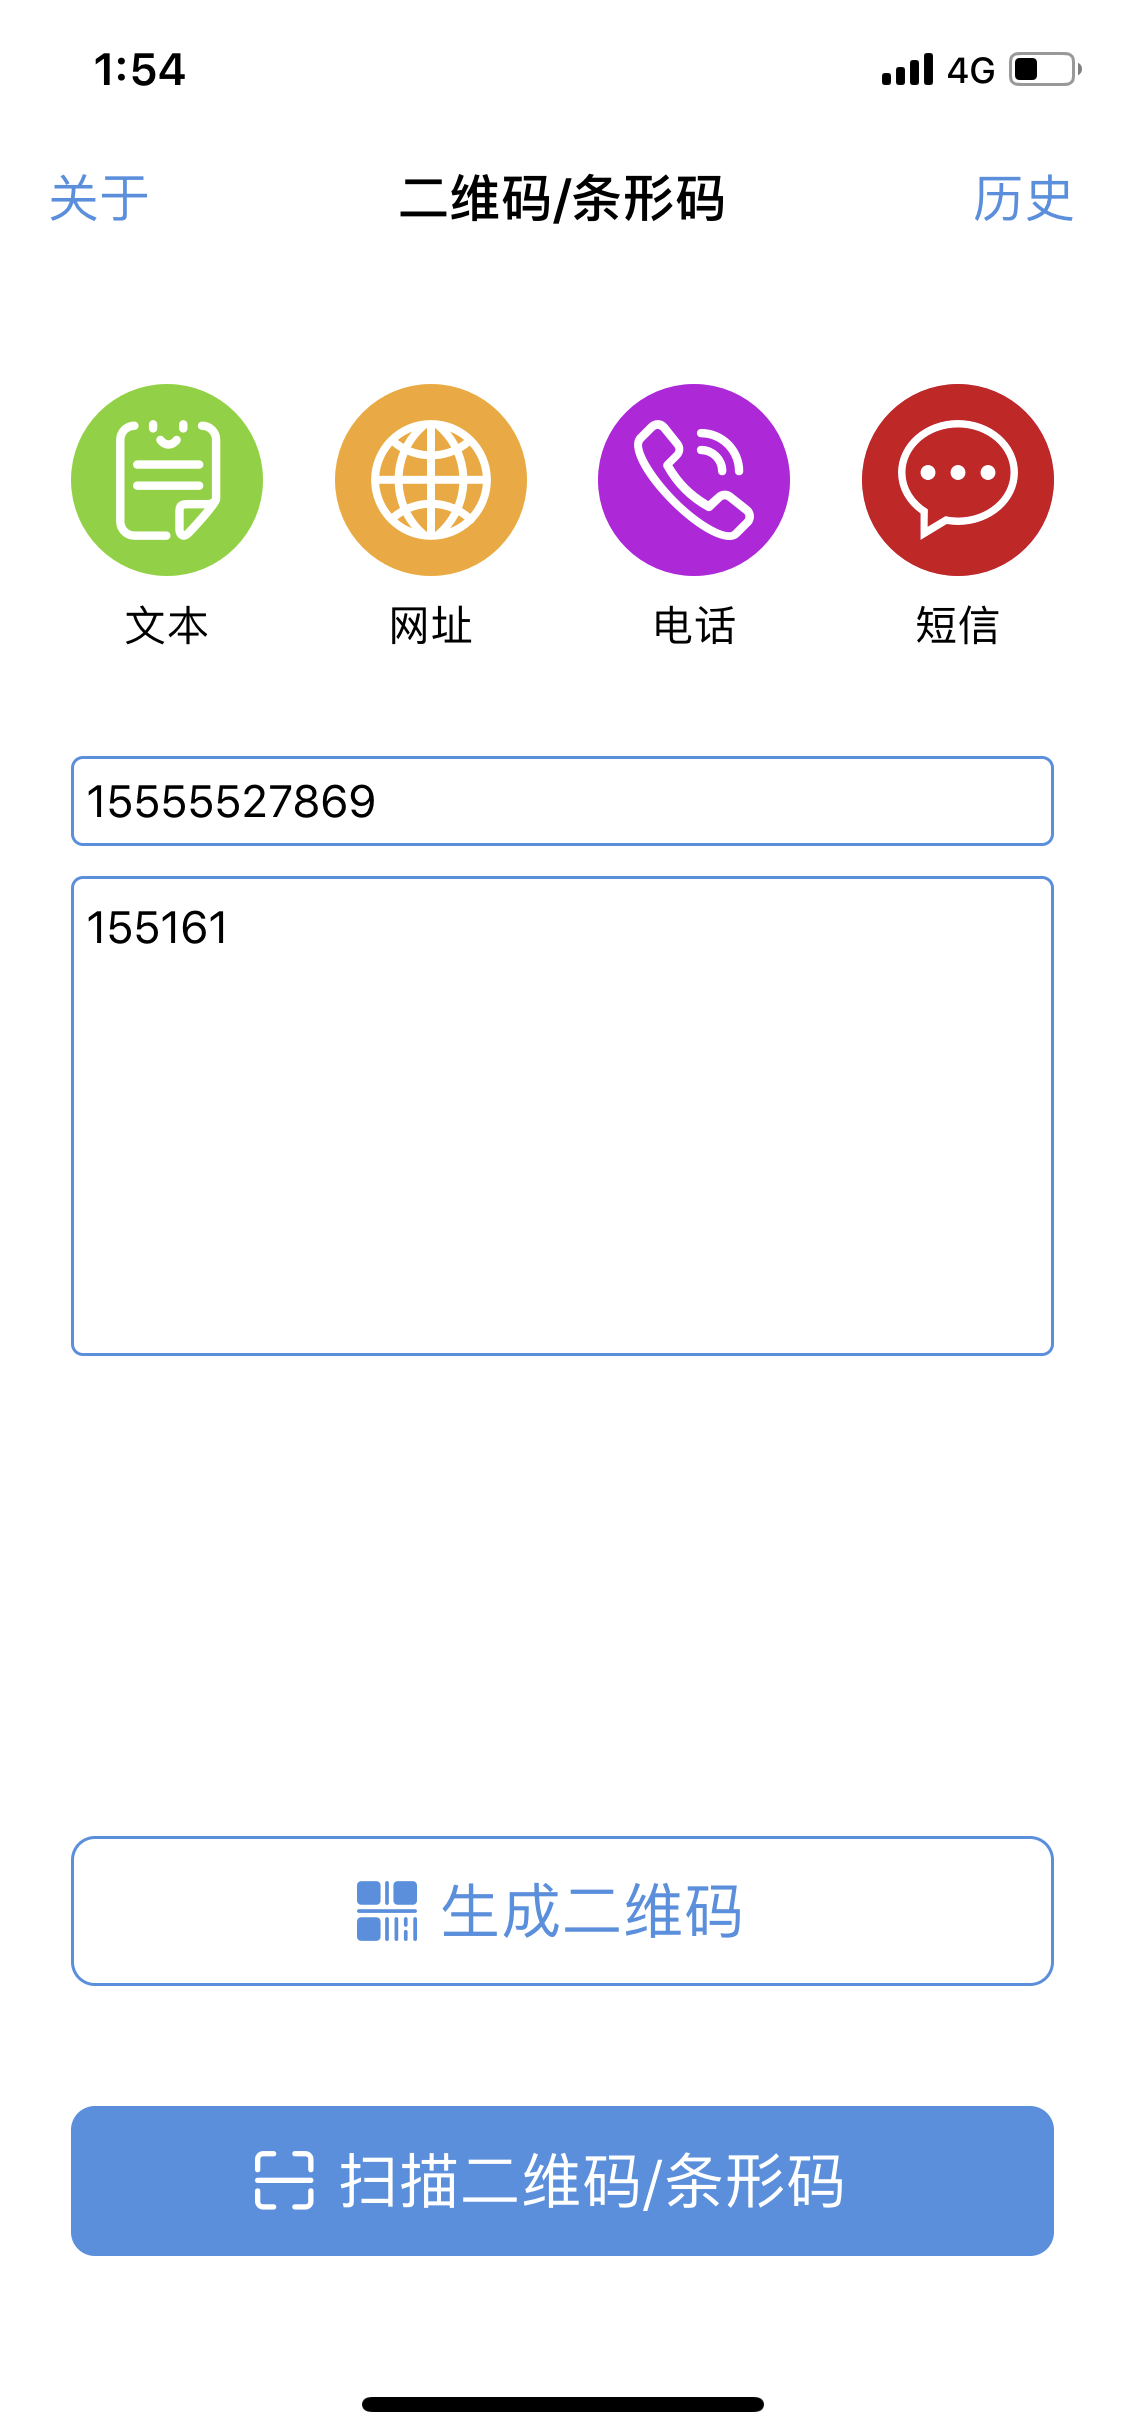 1:54 4G
关于 二维码/条形码 历史
文本 网址 电话 短信
15555527869
155161
生成二维码
扫描二维码/条形码